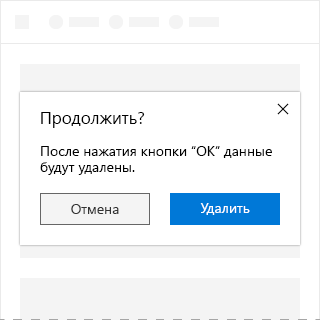 Продолжить?
После нажатия кнопки “ОК” данные
будут удалены.
Отмена
Удалить